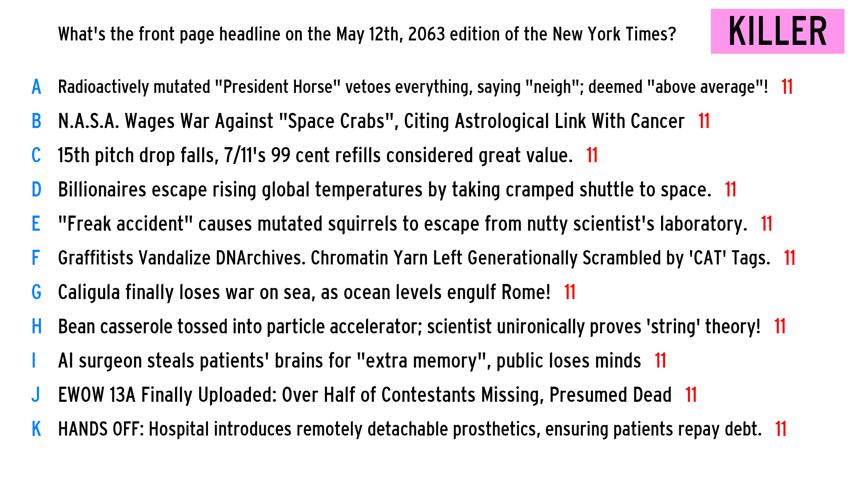 What's the front page headline on the May 12th, 2063 edition of the New York Times?
KILLER
A Radioactively mutated "President Horse" vetoes everything, saying "neigh"; deemed "above average"! 11
B N.A.S.A. Wages War Against "Space Crabs", Citing Astrological Link With Cancer 11
C 15th pitch drop falls, 7/11's 99 cent refills considered great value. 11
D Billionaires escape rising global temperatures by taking cramped shuttle to space. 11
E "Freak accident" causes mutated squirrels to escape from nutty scientist's laboratory. 11
F Graffitists Vandalize DNArchives. Chromatin Yarn Left Generationally Scrambled by 'CAT' Tags. 11
G Caligula finally loses war on sea, as ocean levels engulf Rome! 11
H Bean casserole tossed into particle accelerator; scientist unironically proves 'string' theory! 11
I AI surgeon steals patients' brains for "extra memory", public loses minds 11
J EWOW 13A Finally Uploaded: Over Half of Contestants Missing, Presumed Dead 11
K HANDS OFF: Hospital introduces remotely detachable prosthetics, ensuring patients repay debt. 11